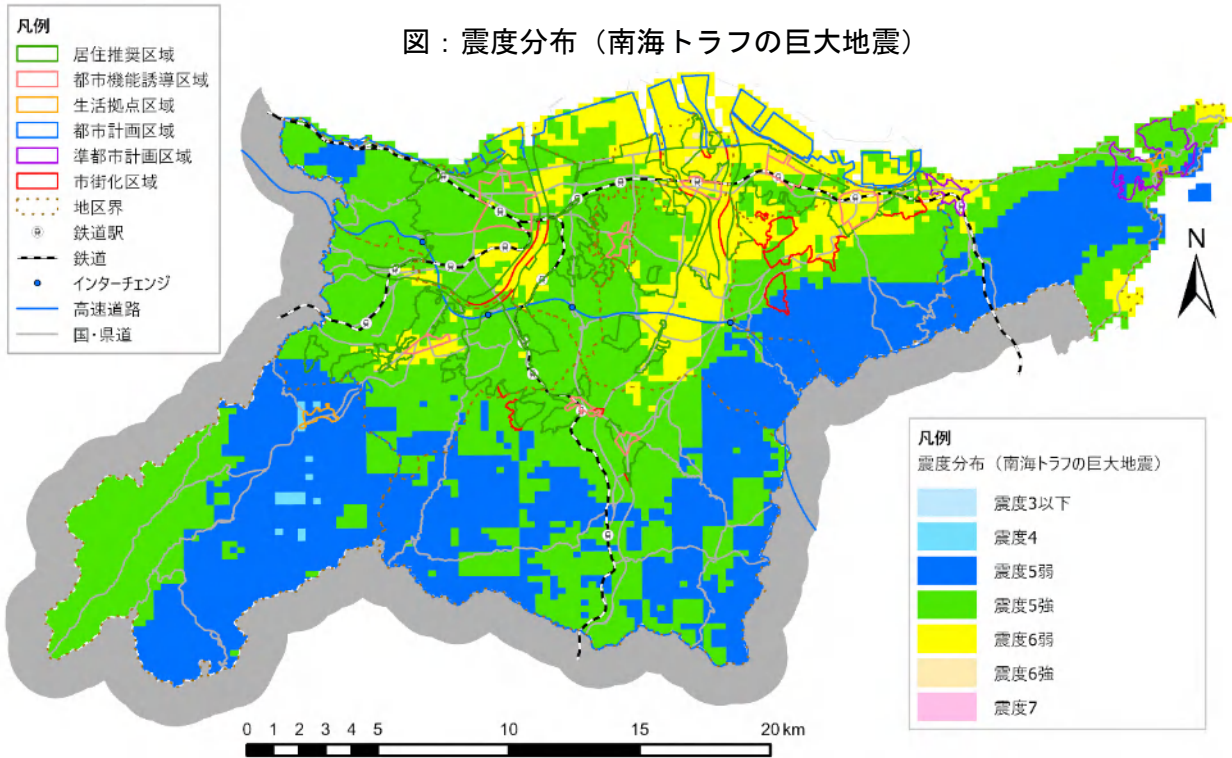 図：震度分布（南海トラフの巨大地震）
凡例
居住推奨区域
都市機能誘導区域
生活拠点区域
都市計画区域
準都市計画区域
市街化区域
地区界
鉄道駅
鉄道
インターチェンジ
高速道路
国・県道
N
凡例
震度分布（南海トラフの巨大地震）
震度3以下
震度4
震度5弱
震度5強
震度6弱
震度6強
震度7
0 1 2 3 4 5 10 15 20 km